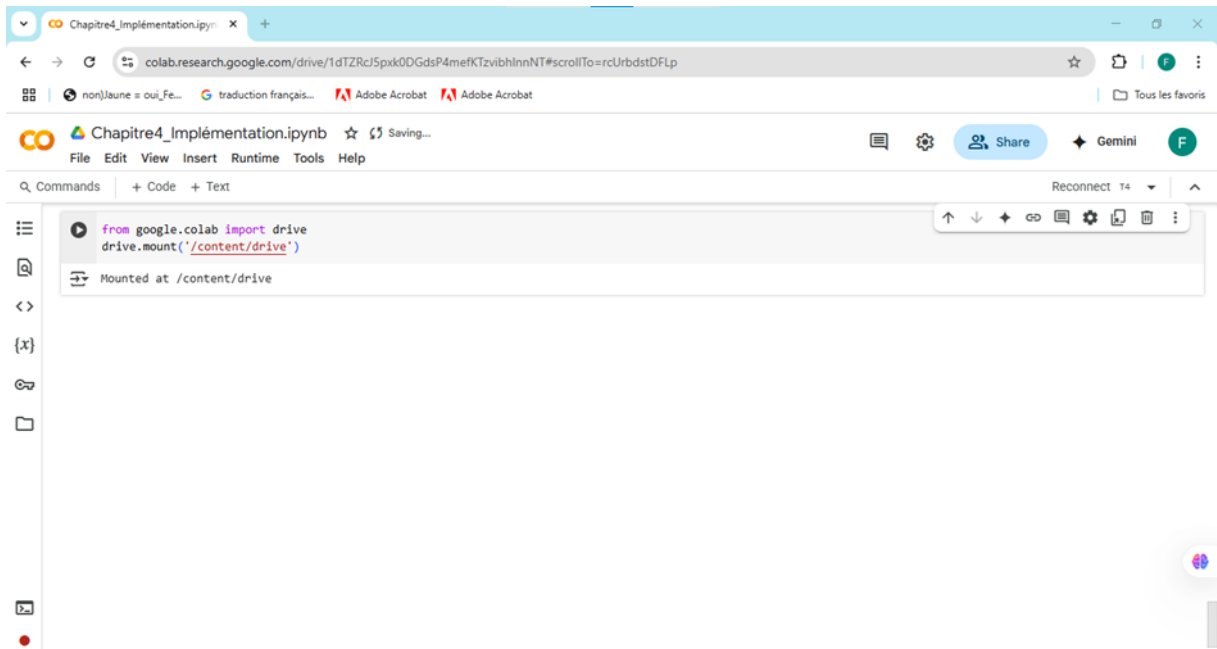 Chapitre4_Implémentation.ipyn
colab.research.google.com/drive/1dTZRcJ5pxk0DGdsP4mefKTzvibhInnNT#scrollTo=rcUrbdstDFLp
non)Jaune = oui_Fe... traduction français... Adobe Acrobat Adobe Acrobat Tous les favoris
CO Chapitre4_Implémentation.ipynb Saving... Share Gemini F
File Edit View Insert Runtime Tools Help
Commands + Code + Text Reconnect T4
from google.colab import drive
drive.mount('/content/drive')
Mounted at /content/drive
{x}